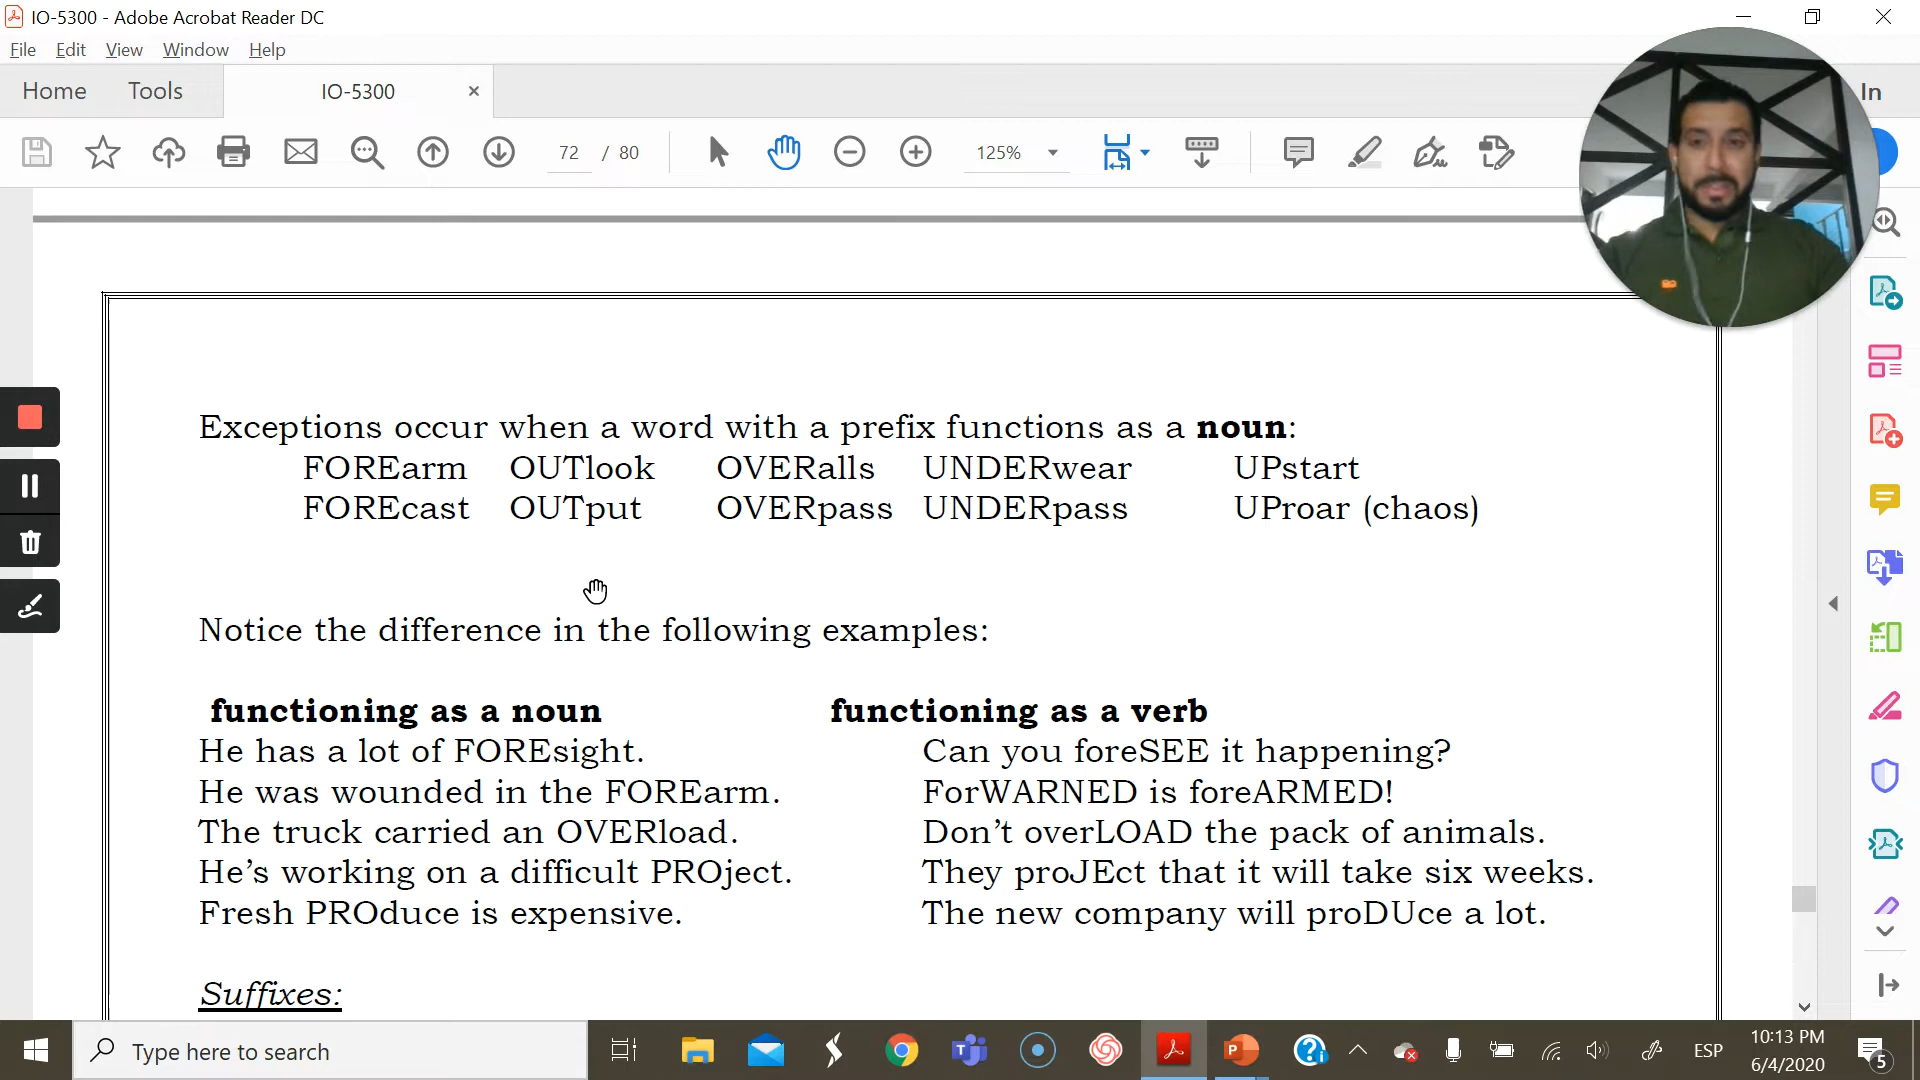 IO-5300 - Adobe Acrobat Reader DC
File Edit View Window Help
Home Tools IO-5300 × In
72 / 80 125%
Exceptions occur when a word with a prefix functions as a noun:
FOREarm OUTlook OVERalls UNDERwear UPstart
FOREcast OUTput OVERpass UNDERpass UProar (chaos)
Notice the difference in the following examples:
functioning as a noun functioning as a verb
He has a lot of FOREsight. Can you foreSEE it happening?
He was wounded in the FOREarm. ForWARNED is foreARMED!
The truck carried an OVERload. Don't overLOAD the pack of animals.
He's working on a difficult PROject. They proJEct that it will take six weeks.
Fresh PROduce is expensive. The new company will proDUce a lot.
Suffixes:
Type here to search ESP 10:13 PM
6/4/2020 5